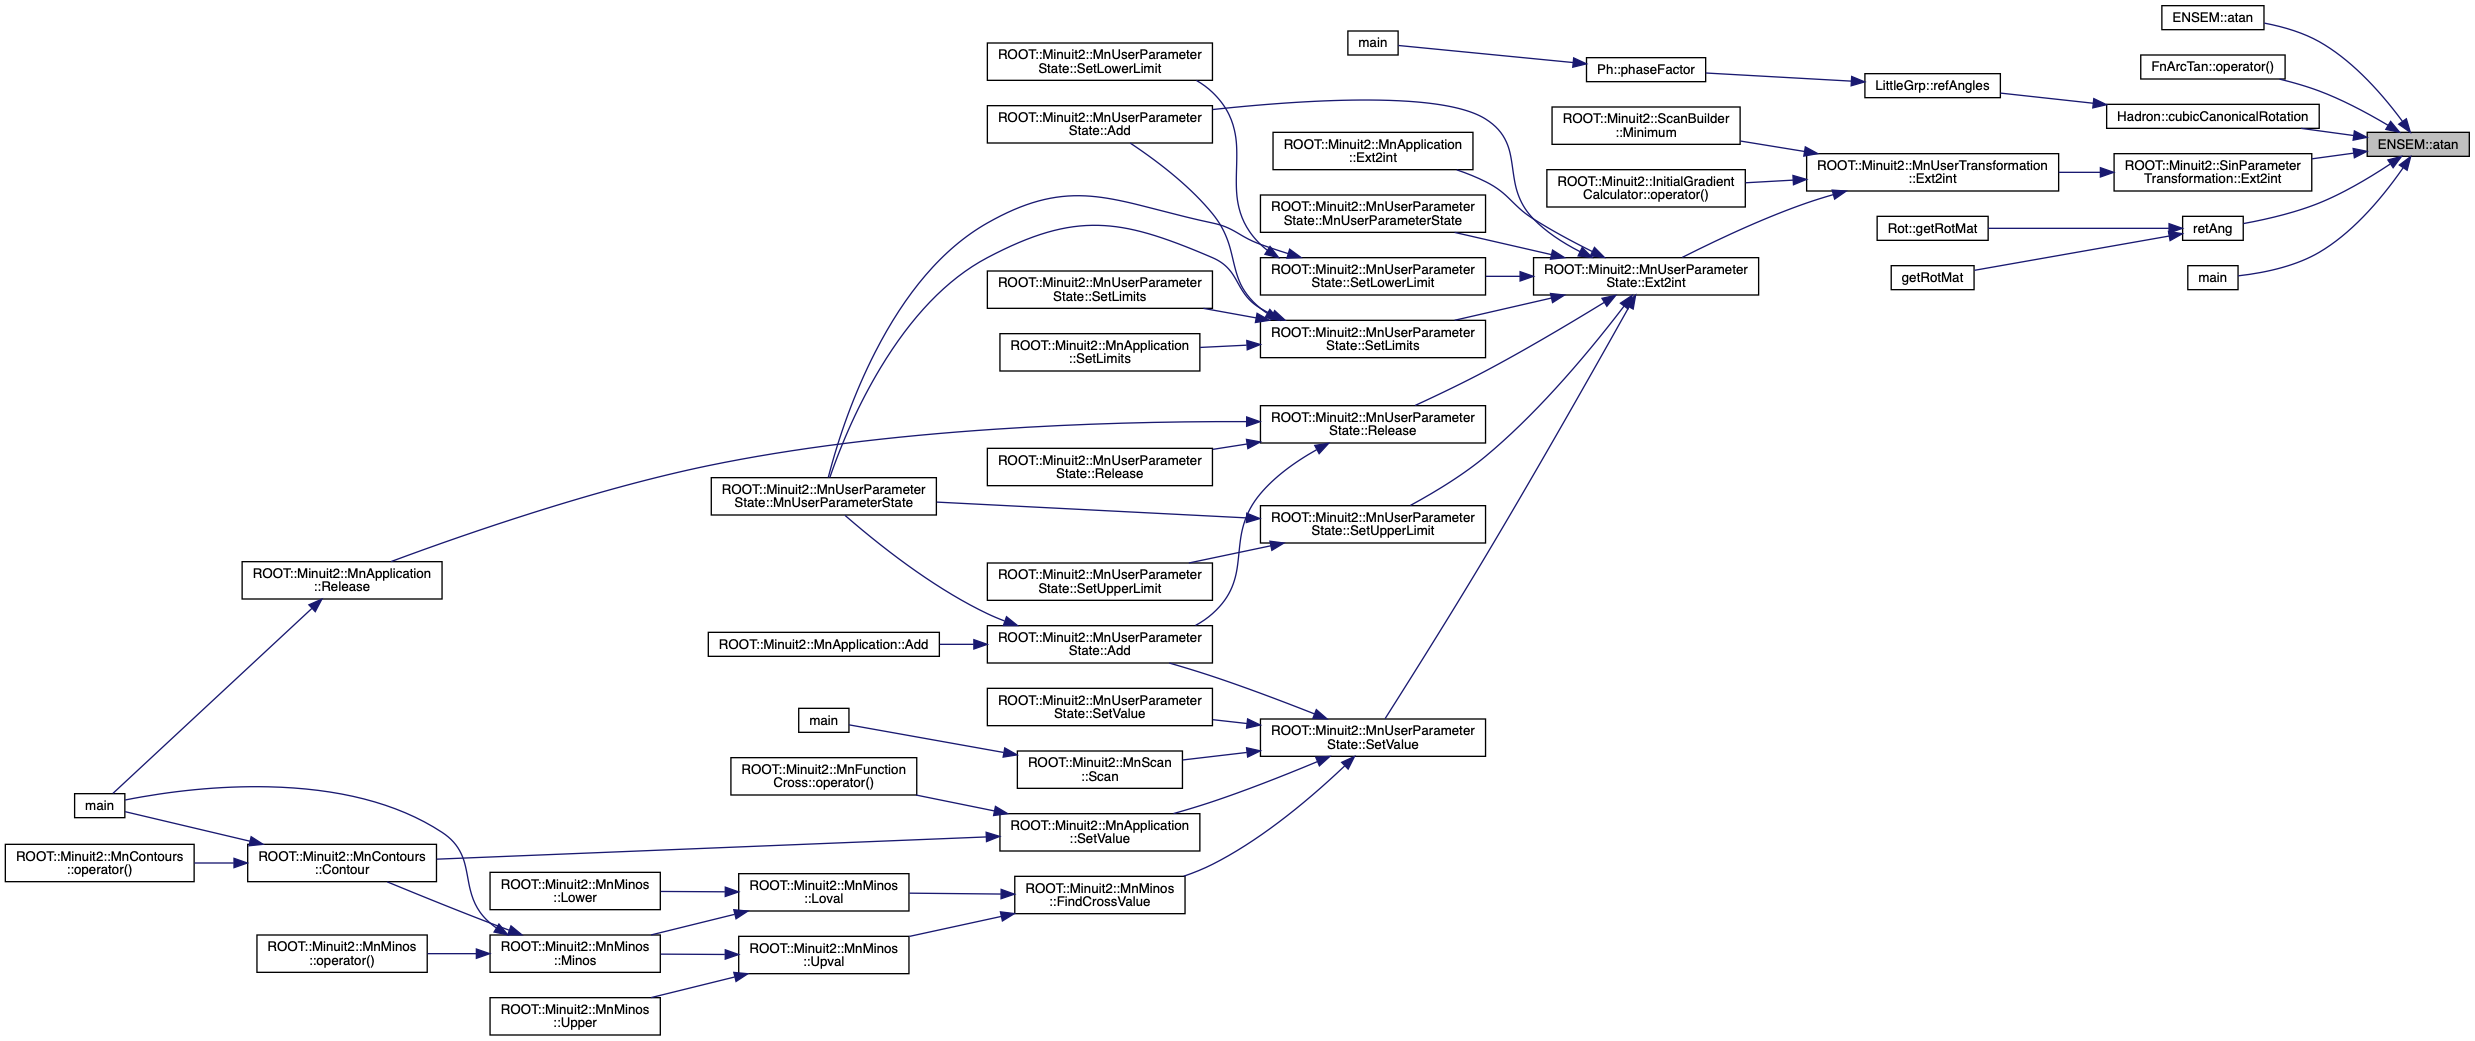 ENSEM::atan
main
ROOT::Minuit2::MnUserParameter
State::SetLowerLimit
Ph::phaseFactor
FnArcTan::operator()
LittleGrp::refAngles
Hadron::cubicCanonicalRotation
ROOT::Minuit2::MnUserParameter
State::Add
ROOT::Minuit2::ScanBuilder
::Minimum
ENSEM::atan
ROOT::Minuit2::MnApplication
::Ext2int
ROOT::Minuit2::MnUserTransformation
::Ext2int
ROOT::Minuit2::SinParameter
Transformation::Ext2int
ROOT::Minuit2::InitialGradient
Calculator::operator()
ROOT::Minuit2::MnUserParameter
State::MnUserParameterState
Rot::getRotMat
retAng
ROOT::Minuit2::MnUserParameter
State::SetLowerLimit
ROOT::Minuit2::MnUserParameter
State::Ext2int
getRotMat
main
ROOT::Minuit2::MnUserParameter
State::SetLimits
ROOT::Minuit2::MnUserParameter
State::SetLimits
ROOT::Minuit2::MnApplication
::SetLimits
ROOT::Minuit2::MnUserParameter
State::Release
ROOT::Minuit2::MnUserParameter
State::Release
ROOT::Minuit2::MnUserParameter
State::MnUserParameterState
ROOT::Minuit2::MnUserParameter
State::SetUpperLimit
ROOT::Minuit2::MnApplication
::Release
ROOT::Minuit2::MnUserParameter
State::SetUpperLimit
ROOT::Minuit2::MnApplication::Add
ROOT::Minuit2::MnUserParameter
State::Add
ROOT::Minuit2::MnUserParameter
State::SetValue
main
ROOT::Minuit2::MnUserParameter
State::SetValue
ROOT::Minuit2::MnScan
::Scan
ROOT::Minuit2::MnFunction
Cross::operator()
main
ROOT::Minuit2::MnApplication
::SetValue
ROOT::Minuit2::MnContours
::operator()
ROOT::Minuit2::MnContours
::Contour
ROOT::Minuit2::MnMinos
::Lower
ROOT::Minuit2::MnMinos
::Loval
ROOT::Minuit2::MnMinos
::FindCrossValue
ROOT::Minuit2::MnMinos
::operator()
ROOT::Minuit2::MnMinos
::Minos
ROOT::Minuit2::MnMinos
::Upval
ROOT::Minuit2::MnMinos
::Upper